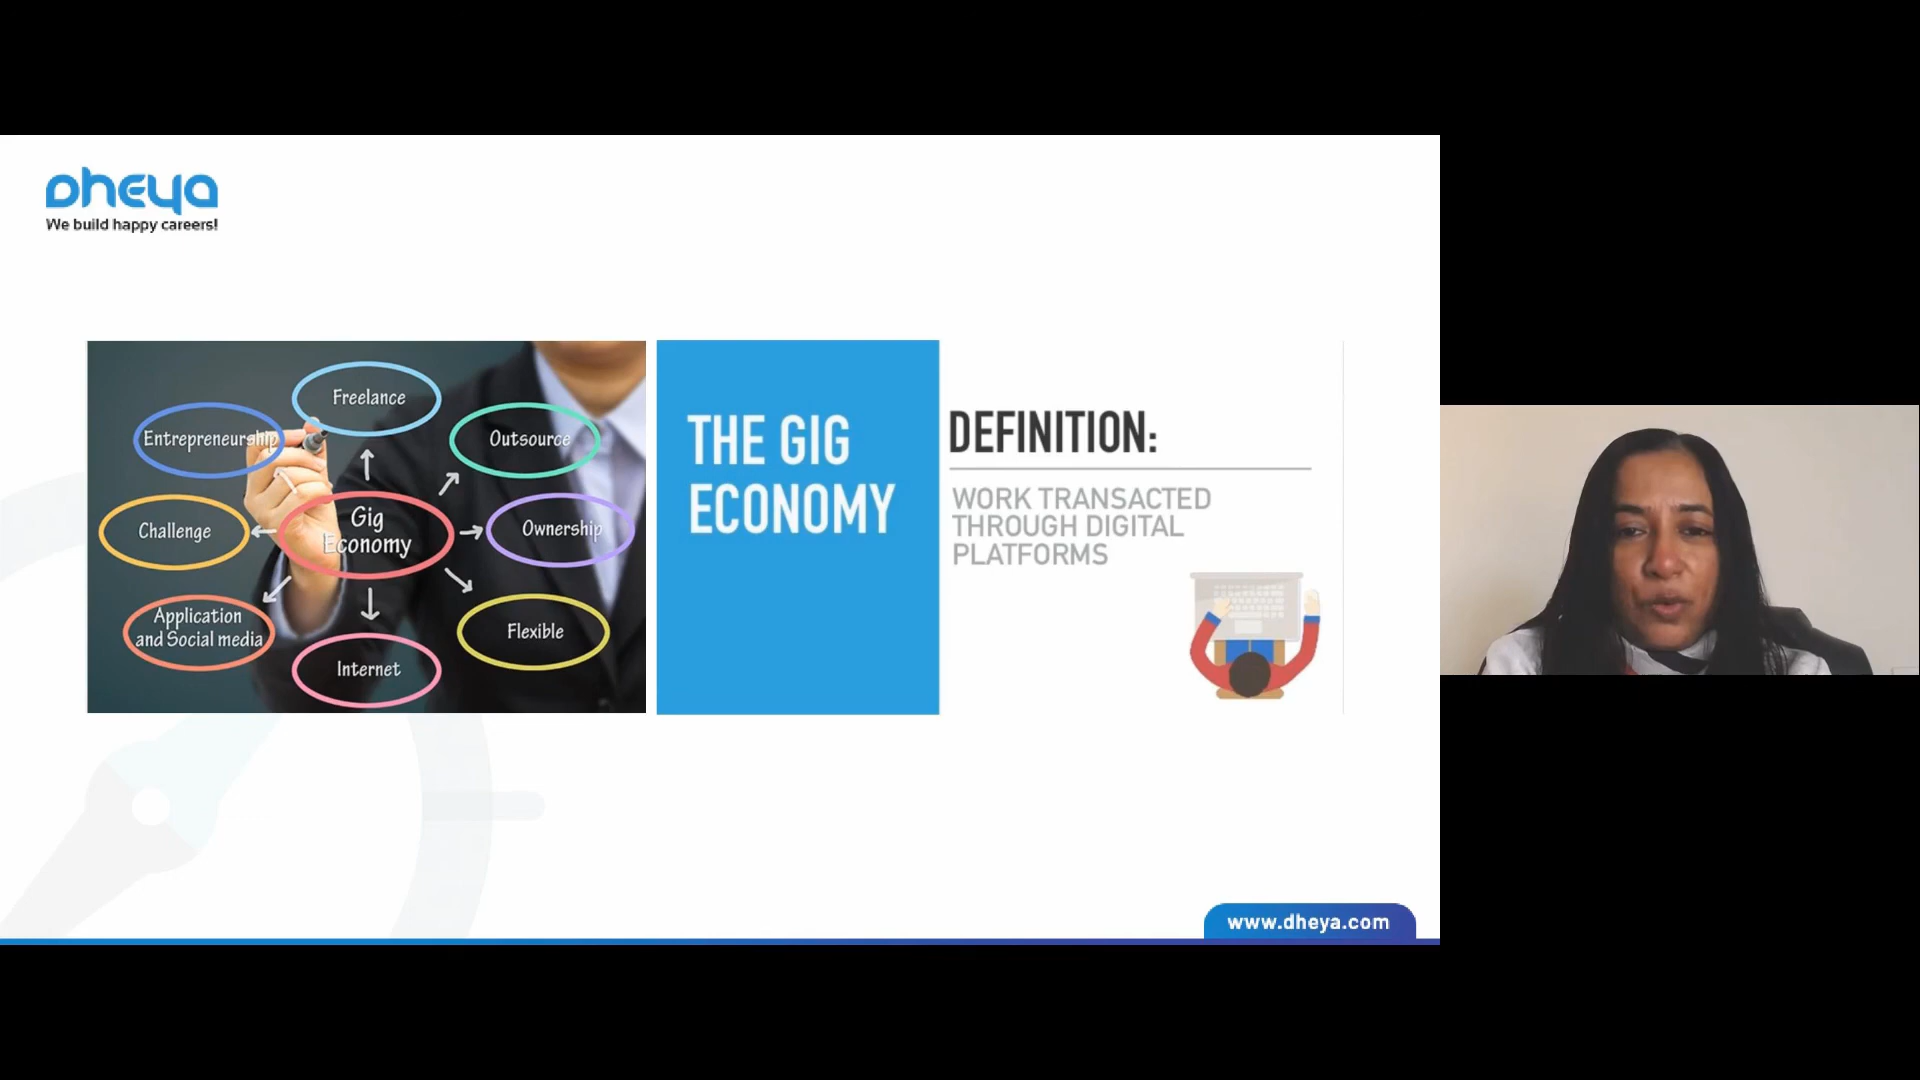 Dheya
We build happy careers!
Freelance
Entrepreneurship
Outsource
Challenge
Gig
Economy
Ownership
Application
and Social media
Flexible
Internet
THE GIG
ECONOMY
DEFINITION:
WORK TRANSACTED
THROUGH DIGITAL
PLATFORMS
www.dheya.com